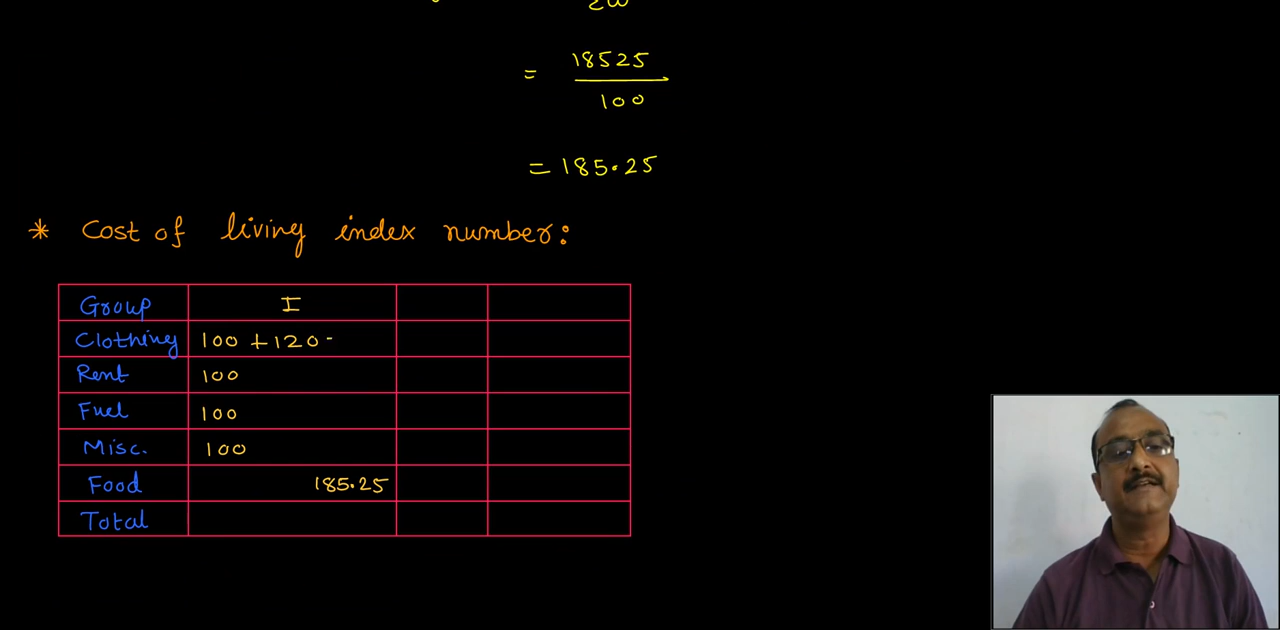 Σω
= 18525
100
= 185.25
* Cost of living index number:
Group I
Clothing 100 + 120 -
Rent 100
Fuel 100
Misc. 100
Food 185.25
Total